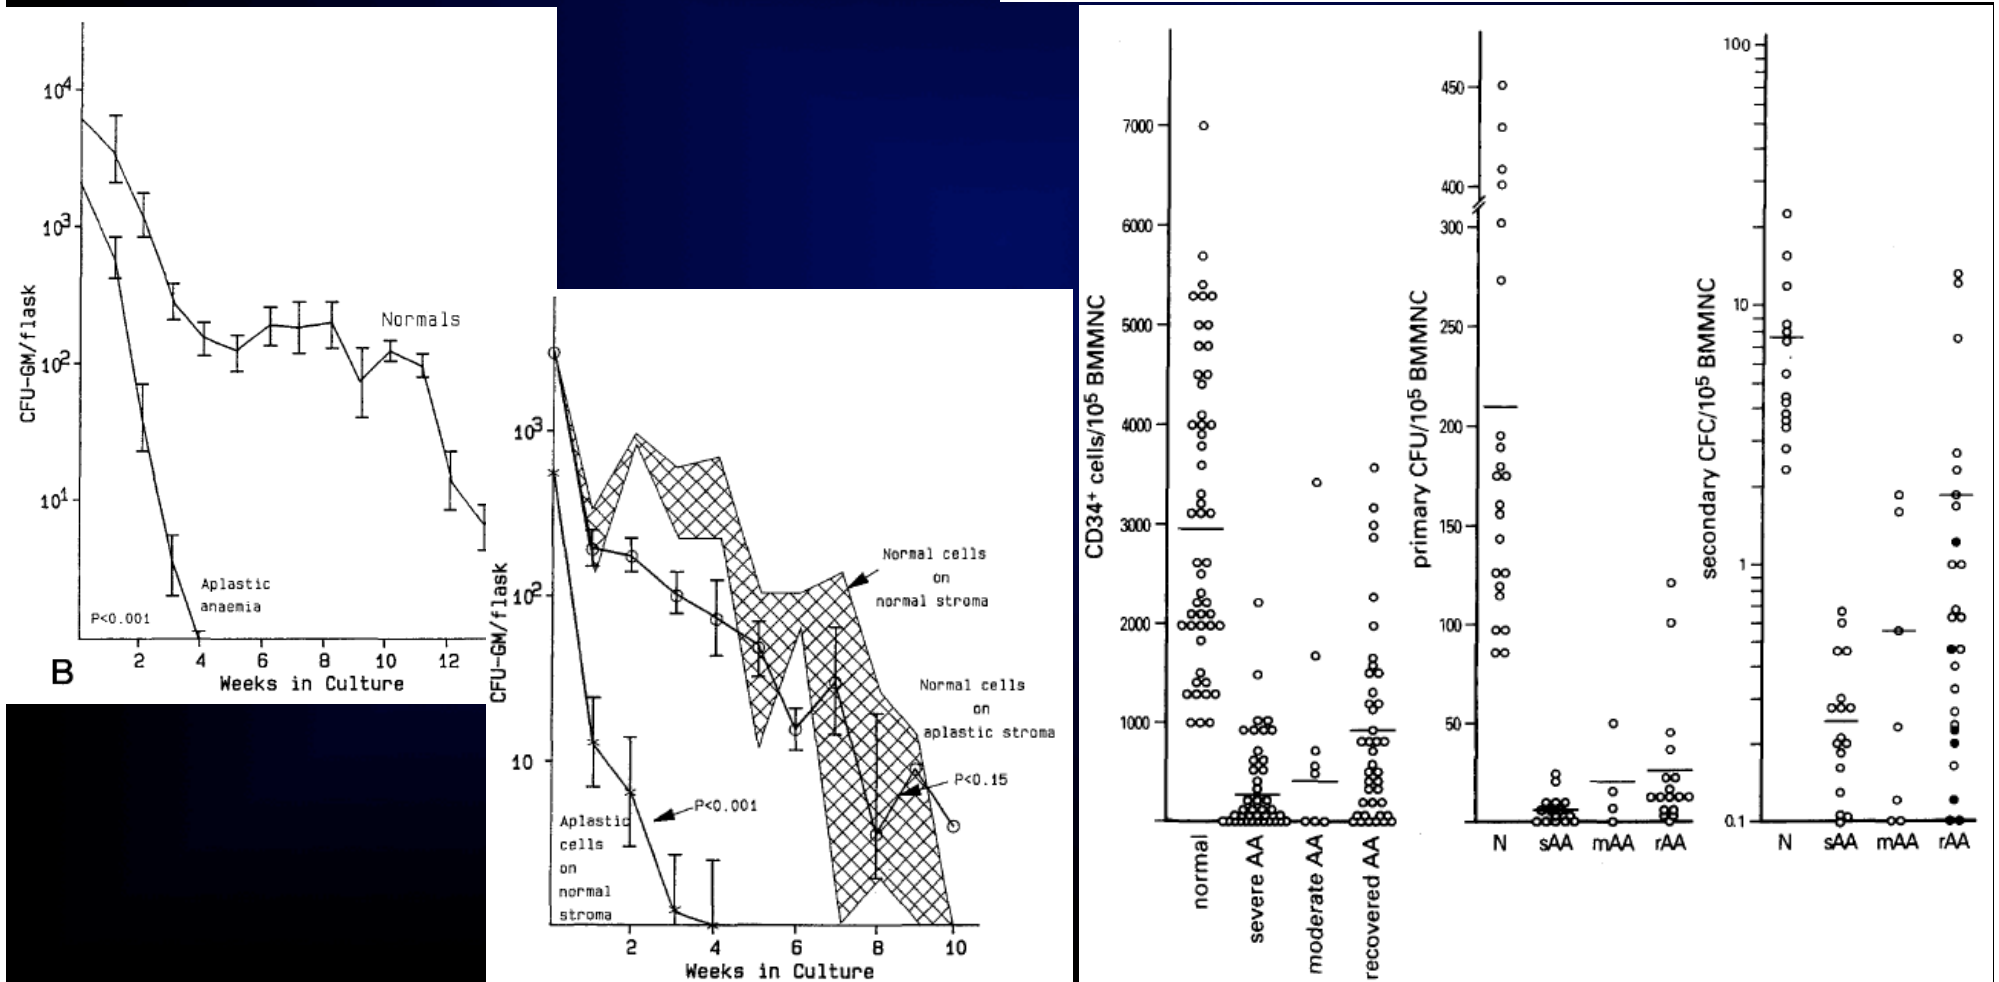 CFU-GM/flask
10⁴
10³
10²
10¹
Normals
Aplastic
anaemia
P<0.001
2 4 6 8 10 12
B
Weeks in Culture
CFU-GM/flask
10³
10²
10
Normal cells
on
normal stroma
Normal cells
on
aplastic stroma
P<0.15
P<0.001
Aplastic
cells
on
normal
stroma
2 4 6 8 10
Weeks in Culture
CD34⁺ cells/10⁵ BMMNC
7000
6000
5000
4000
3000
2000
1000
normal
severe AA
moderate AA
recovered AA
primary CFU/10⁵ BMMNC
450
400
300
250
200
150
100
50
N sAA mAA rAA
secondary CFC/10⁵ BMMNC
100
10
1
0.1
N sAA mAA rAA